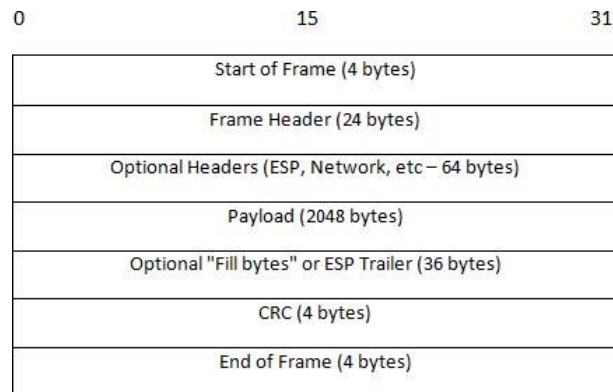 0 15 31
Start of Frame (4 bytes)
Frame Header (24 bytes)
Optional Headers (ESP, Network, etc – 64 bytes)
Payload (2048 bytes)
Optional "Fill bytes" or ESP Trailer (36 bytes)
CRC (4 bytes)
End of Frame (4 bytes)